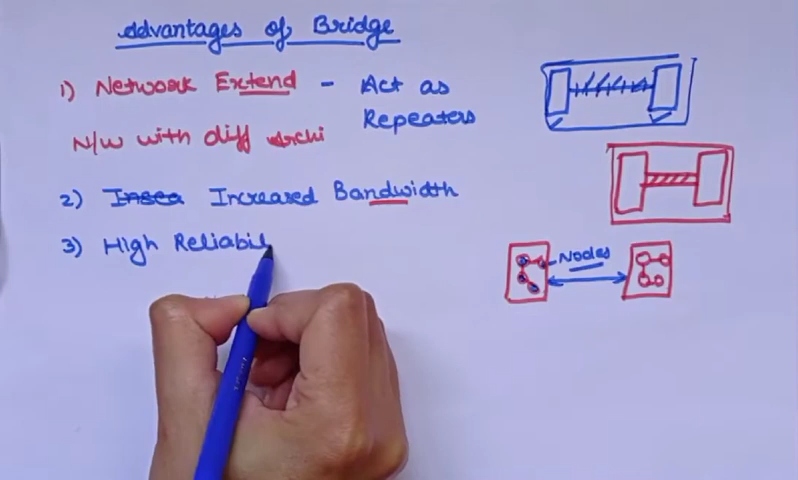 Advantages of Bridge
1) Network Extend - Act as
Repeaters
N/w with diff Archi
2) Increased Bandwidth
3) High Reliabil
Nodes